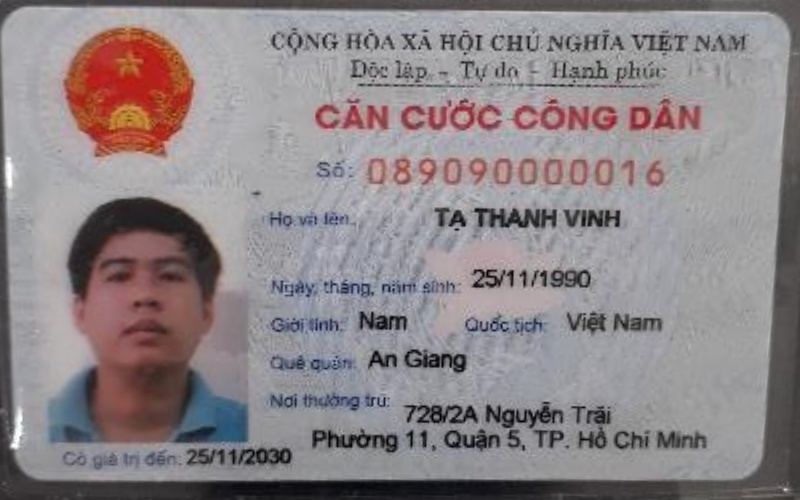 CỘNG HÒA XÃ HỘI CHỦ NGHĨA VIỆT NAM
Độc lập - Tự do - Hạnh phúc
CĂN CƯỚC CÔNG DÂN
Số: 089090000016
Họ và tên: TẠ THANH VINH
Ngày, tháng, năm sinh: 25/11/1990
Giới tính: Nam Quốc tịch: Việt Nam
Quê quán: An Giang
Nơi thường trú: 728/2A Nguyễn Trãi
Phường 11, Quận 5, TP. Hồ Chí Minh
Có giá trị đến: 25/11/2030